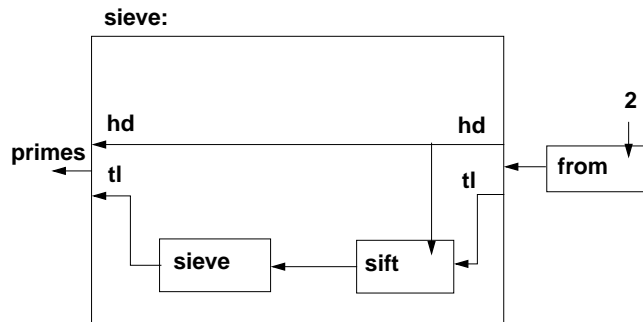 sieve:
2
hd hd
primes from
tl tl
sieve sift